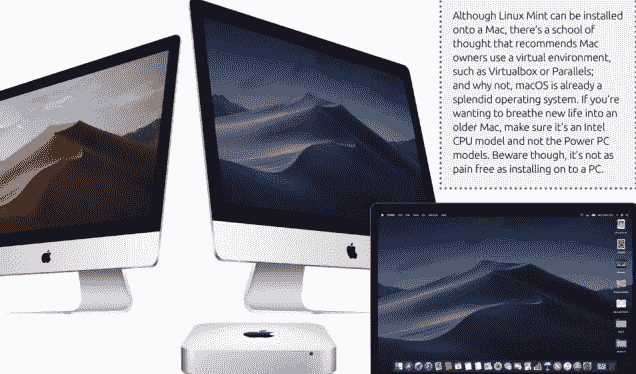 Although Linux Mint can be installed
onto a Mac, there's a school of
thought that recommends Mac
owners use a virtual environment,
such as Virtualbox or Parallels;
and why not, macOS is already a
splendid operating system. If you're
wanting to breathe new life into an
older Mac, make sure it's an Intel
CPU model and not the Power PC
models. Beware though, it's not as
pain free as installing on to a PC.